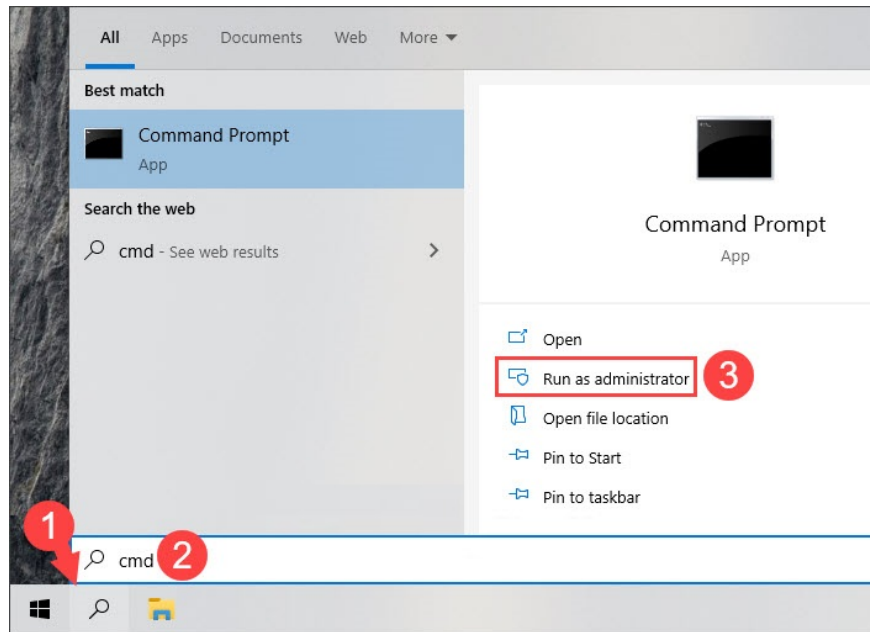 All Apps Documents Web More
Best match
Command Prompt
App
Search the web
cmd - See web results
Command Prompt
App
Open
Run as administrator
3
Open file location
Pin to Start
Pin to taskbar
1
cmd
2